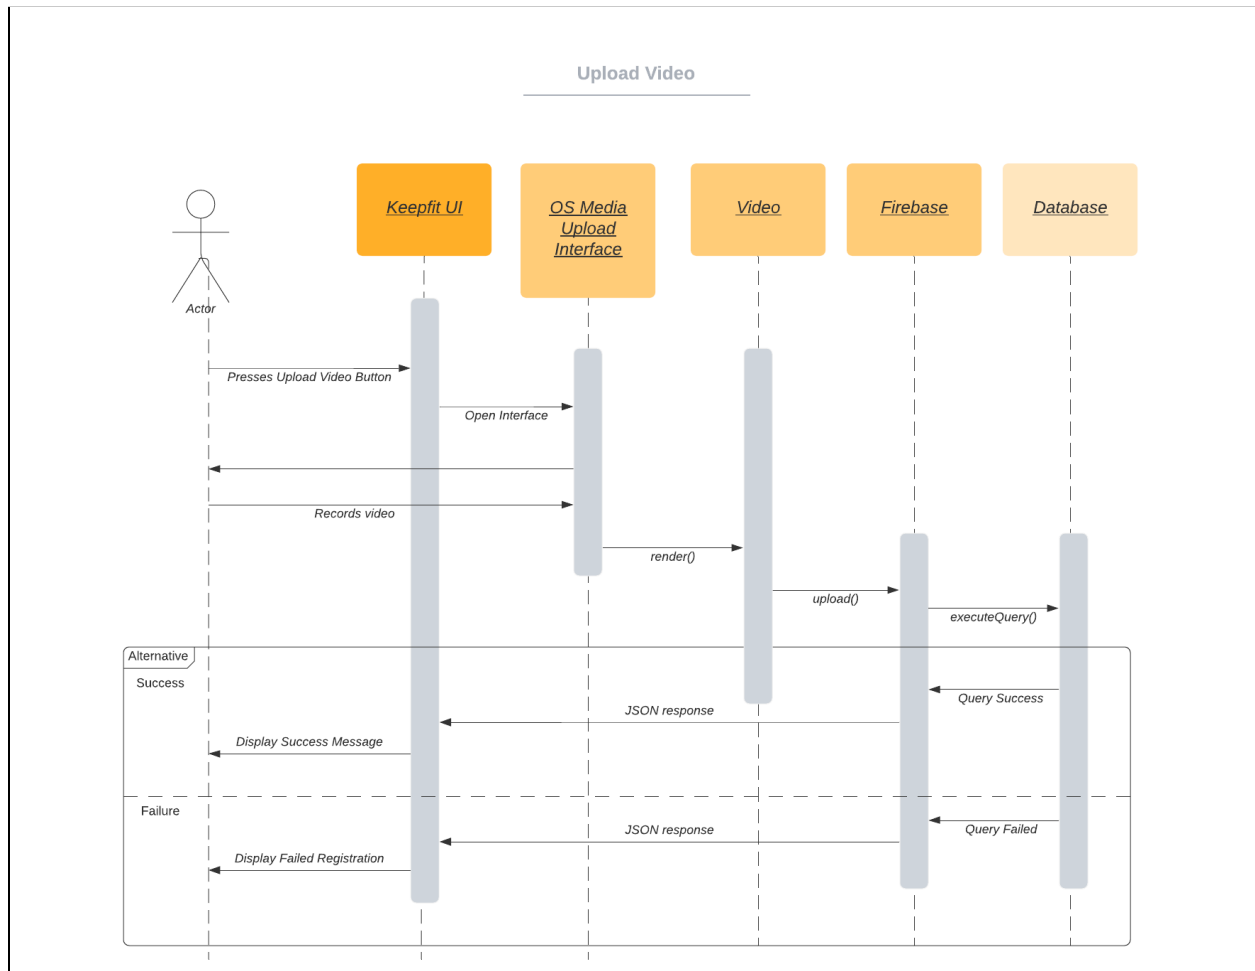 Upload Video
Keepfit UI
OS Media
Upload
Interface
Video
Firebase
Database
Actor
Presses Upload Video Button
Open Interface
Records video
render()
upload()
executeQuery()
Alternative
Success
Query Success
JSON response
Display Success Message
Failure
Query Failed
JSON response
Display Failed Registration